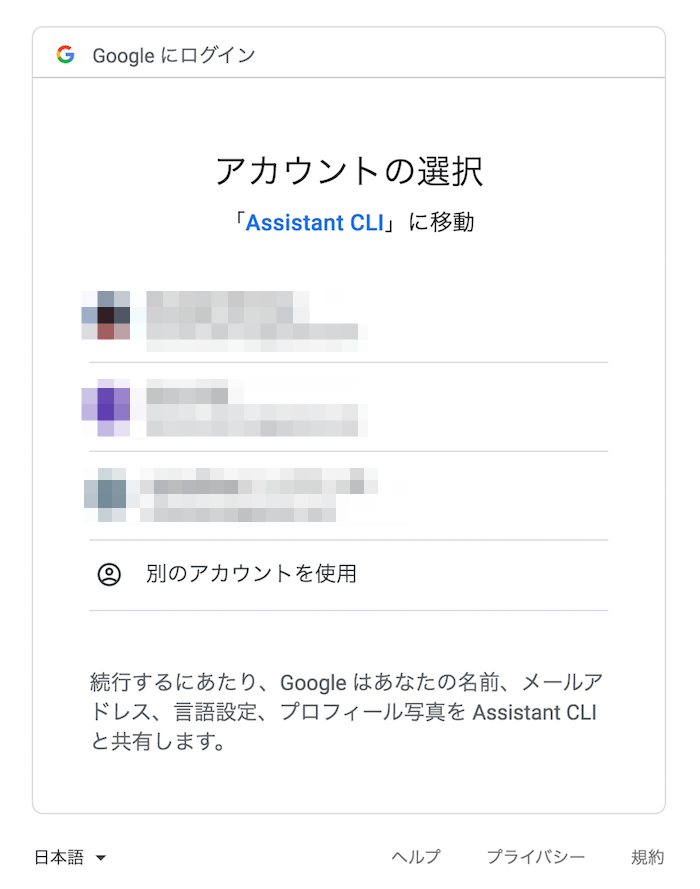 Google にログイン
アカウントの選択
「Assistant CLI」に移動
別のアカウントを使用
続行するにあたり、Google はあなたの名前、メールア
ドレス、言語設定、プロフィール写真を Assistant CLI
と共有します。
日本語
ヘルプ プライバシー 規約